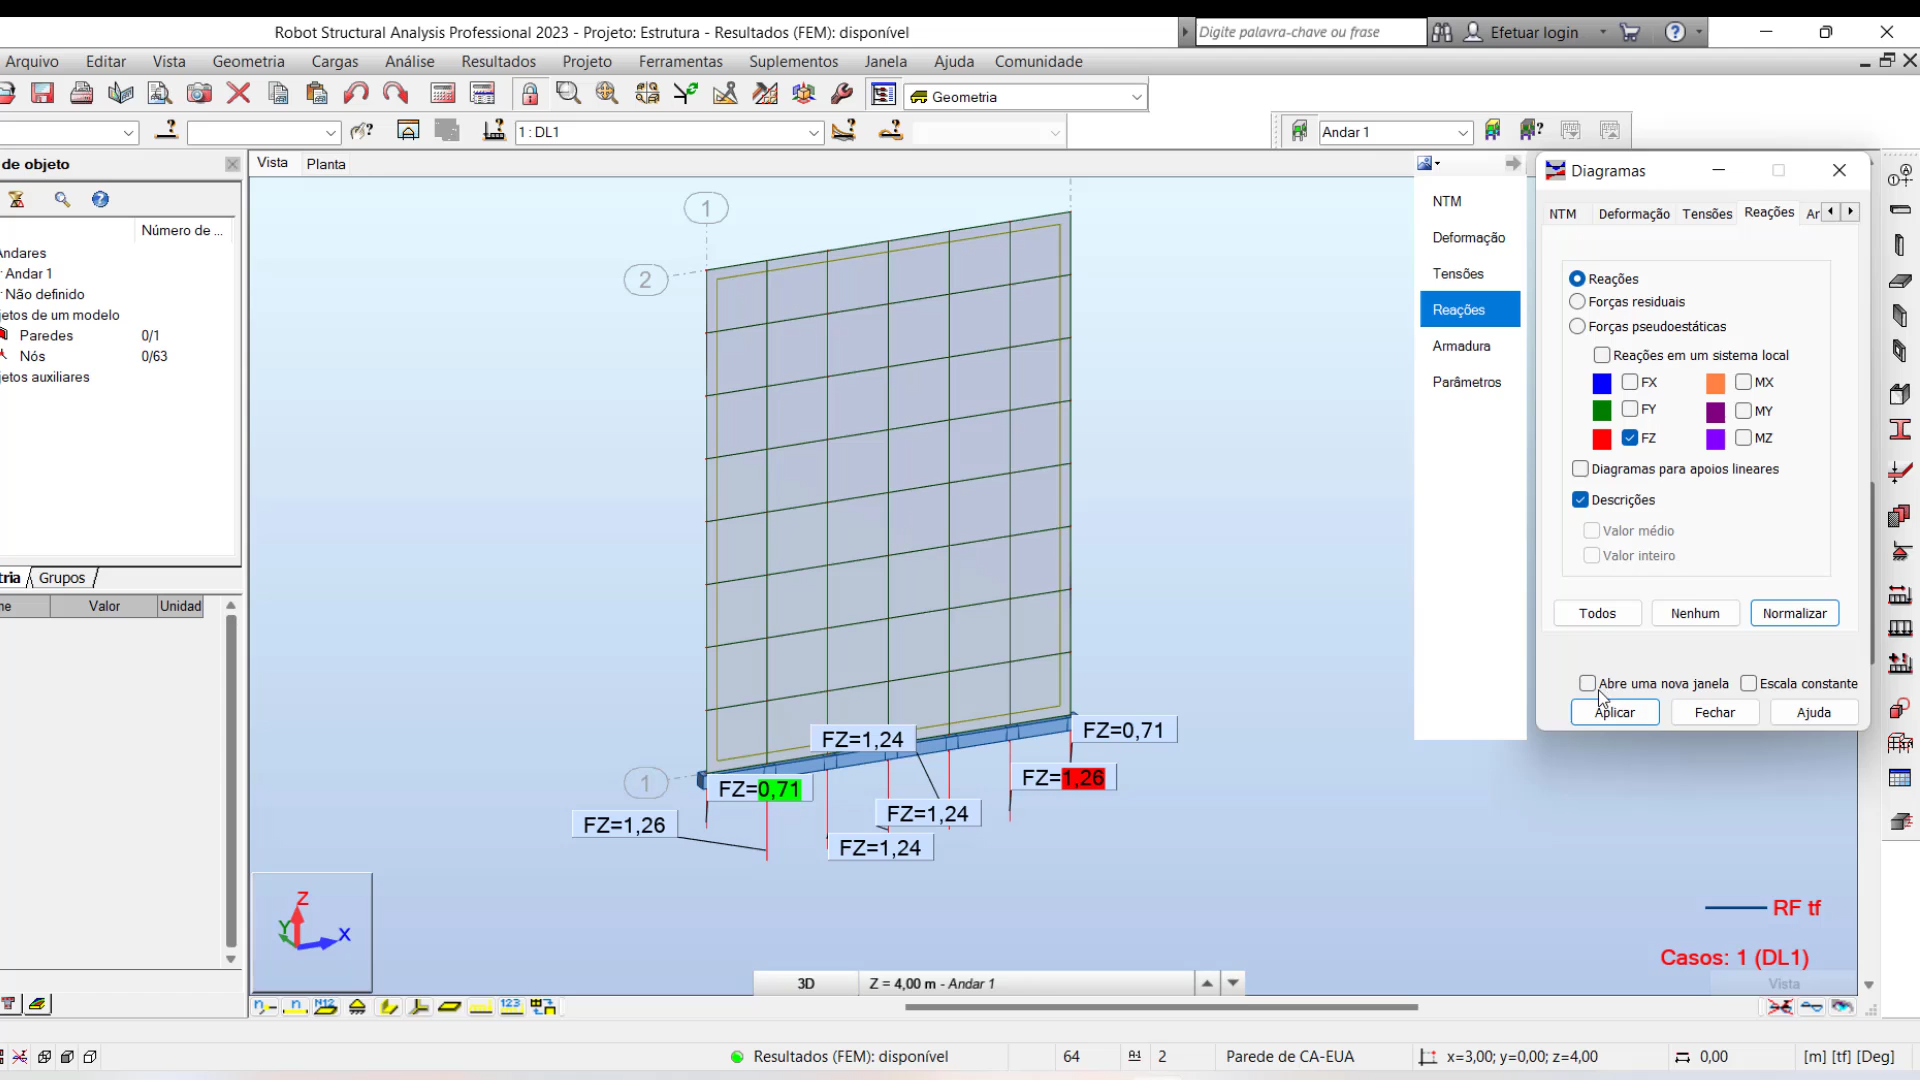 Robot Structural Analysis Professional 2023 - Projeto: Estrutura - Resultados (FEM): disponível
Digite palavra-chave ou frase
Efetuar login
Arquivo Editar Vista Geometria Cargas Análise Resultados Projeto Ferramentas Suplementos Janela Ajuda Comunidade
Geometria
1 : DL1
Andar 1
de objeto
Número de ...
Andares
Andar 1
Não definido
jetos de um modelo
Paredes 0/1
Nós 0/63
jetos auxiliares
tria Grupos
me Valor Unidad
Vista Planta
1
2
1
FZ=1,24
FZ=0,71
FZ=0,71
FZ=1,26
FZ=1,26
FZ=1,24
FZ=1,24
Z
Y
X
RF tf
Casos: 1 (DL1)
Vista
3D
Z = 4,00 m - Andar 1
NTM
Deformação
Tensões
Reações
Armadura
Parâmetros
Diagramas
NTM Deformação Tensões Reações Ar
Reações
Forças residuais
Forças pseudoestáticas
Reações em um sistema local
FX MX
FY MY
FZ MZ
Diagramas para apoios lineares
Descrições
Valor médio
Valor inteiro
Todos Nenhum Normalizar
Abre uma nova janela Escala constante
Aplicar Fechar Ajuda
Resultados (FEM): disponível
64
2
Parede de CA-EUA
x=3,00; y=0,00; z=4,00
0,00
[m] [tf] [Deg]